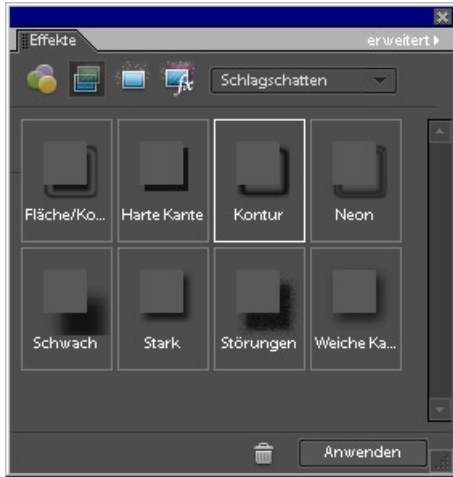 Effekte
erweitert
Schlagschatten
Fläche/Ko... Harte Kante Kontur Neon
Schwach Stark Störungen Weiche Ka...
Anwenden